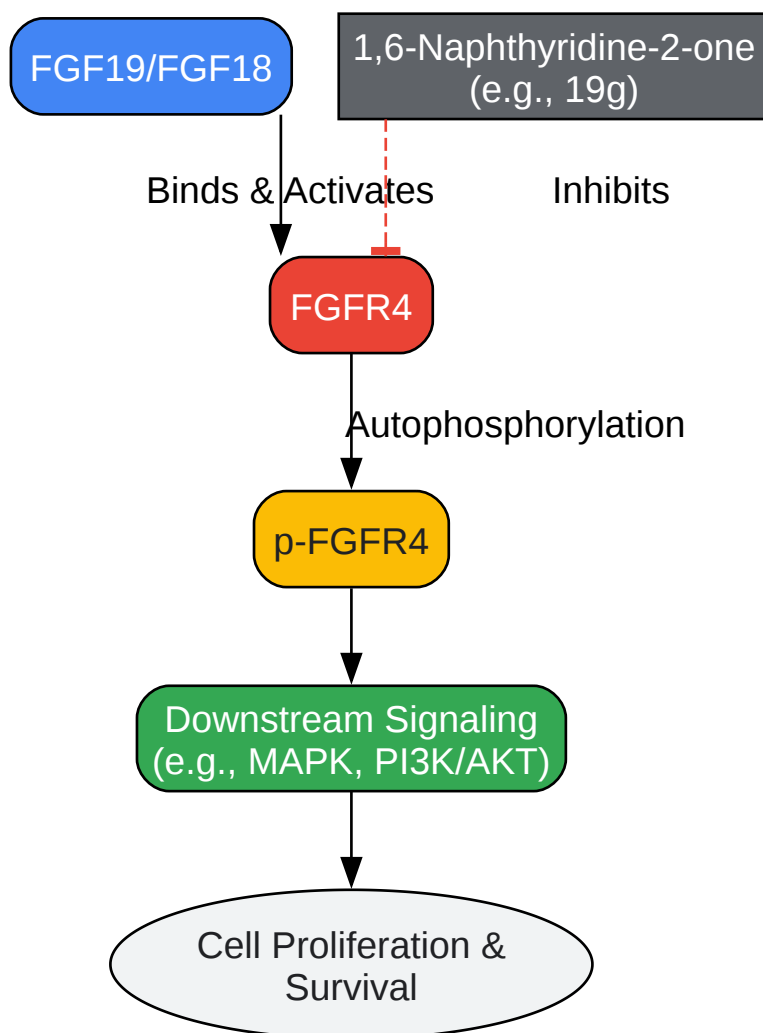 FGF19/FGF18
1,6-Naphthyridine-2-one
(e.g., 19g)
Binds & Activates
Inhibits
FGFR4
Autophosphorylation
p-FGFR4
Downstream Signaling
(e.g., MAPK, PI3K/AKT)
Cell Proliferation &
Survival